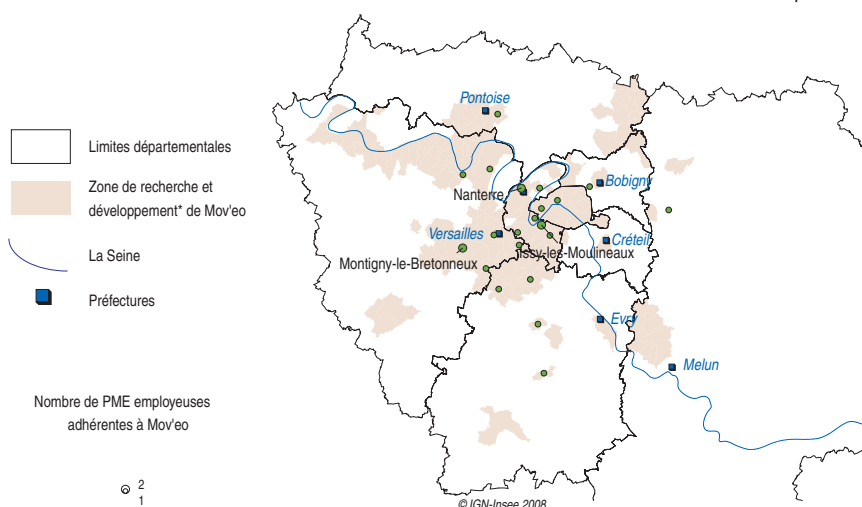 Limites départementales
Zone de recherche et
développement* de Mov'eo
La Seine
Préfectures
Nombre de PME employeuses
adhérentes à Mov'eo
2
1
Pontoise
Nanterre
Bobigny
Versailles
Créteil
Issy-les-Moulineaux
Montigny-le-Bretonneux
Evry
Melun
© IGN-Insee 2008